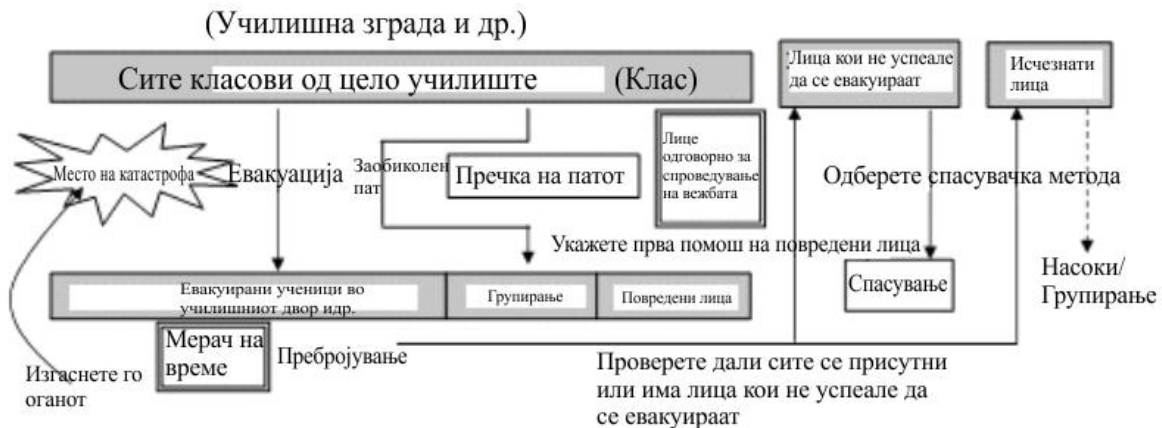 (Училишна зграда и др.)
Сите класови од цело училиште (Клас)
Лица кои не успеале
да се евакуираат
Исчезнати
лица
Место на катастрофа
Евакуација
Заобиколен
пат
Пречка на патот
Лице
одговорно за
спроведување
на вежбата
Одберете спасувачка метода
Укажете прва помош на повредени лица
Евакуирани ученици во
училишниот двор идр.
Групирање
Повредени лица
Спасување
Насоки/
Групирање
Мерач на
време
Пребројување
Изгаснете го
оганот
Проверете дали сите се присутни
или има лица кои не успеале да
се евакуираат